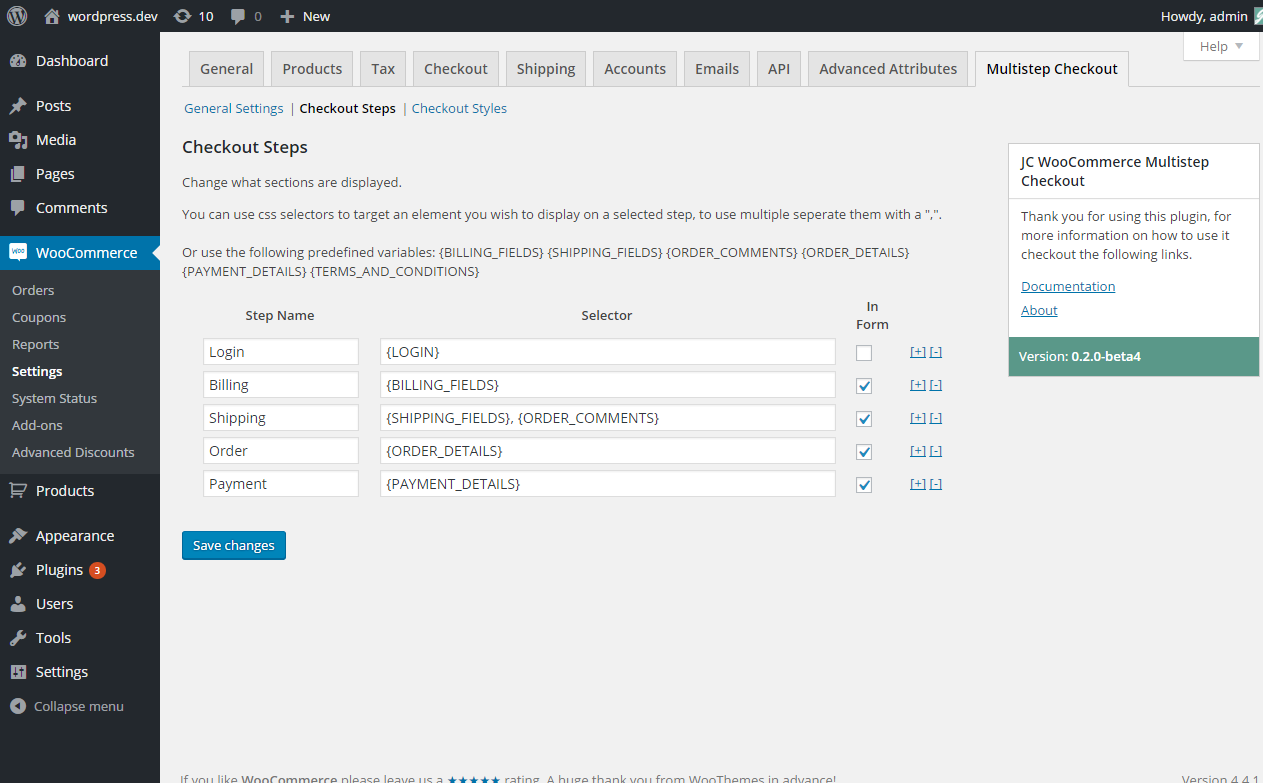 wordpress.dev 10 0 New Howdy, admin
Help
Dashboard
Posts
Media
Pages
Comments
WooCommerce
Orders
Coupons
Reports
Settings
System Status
Add-ons
Advanced Discounts
Products
Appearance
Plugins 3
Users
Tools
Settings
Collapse menu
General Products Tax Checkout Shipping Accounts Emails API Advanced Attributes Multistep Checkout
General Settings | Checkout Steps | Checkout Styles
Checkout Steps
Change what sections are displayed.
You can use css selectors to target an element you wish to display on a selected step, to use multiple seperate them with a ",".
Or use the following predefined variables: {BILLING_FIELDS} {SHIPPING_FIELDS} {ORDER_COMMENTS} {ORDER_DETAILS}
{PAYMENT_DETAILS} {TERMS_AND_CONDITIONS}
Step Name Selector In
Form
Login {LOGIN} [+] [-]
Billing {BILLING_FIELDS} [+] [-]
Shipping {SHIPPING_FIELDS}, {ORDER_COMMENTS} [+] [-]
Order {ORDER_DETAILS} [+] [-]
Payment {PAYMENT_DETAILS} [+] [-]
Save changes
JC WooCommerce Multistep
Checkout
Thank you for using this plugin, for
more information on how to use it
checkout the following links.
Documentation
About
Version: 0.2.0-beta4
If you like WooCommerce please leave us a ★★★★★ rating. A huge thank you from WooThemes in advance!
Version 4.4.1